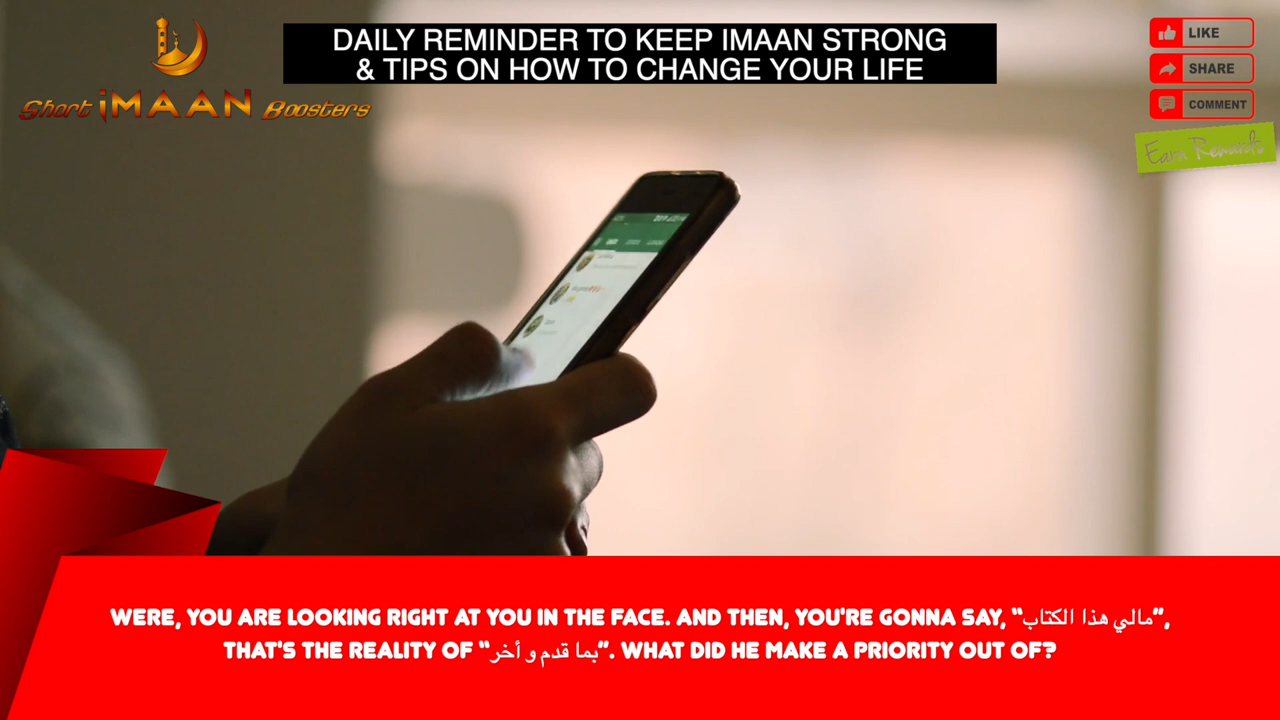 DAILY REMINDER TO KEEP IMAAN STRONG
& TIPS ON HOW TO CHANGE YOUR LIFE
Short iMAAN Boosters
LIKE
SHARE
COMMENT
Earn Rewards
WERE, YOU ARE LOOKING RIGHT AT YOU IN THE FACE. AND THEN, YOU'RE GONNA SAY, “مالي هذا الكتاب”,
THAT'S THE REALITY OF “بما قدم و أخر”. WHAT DID HE MAKE A PRIORITY OUT OF?